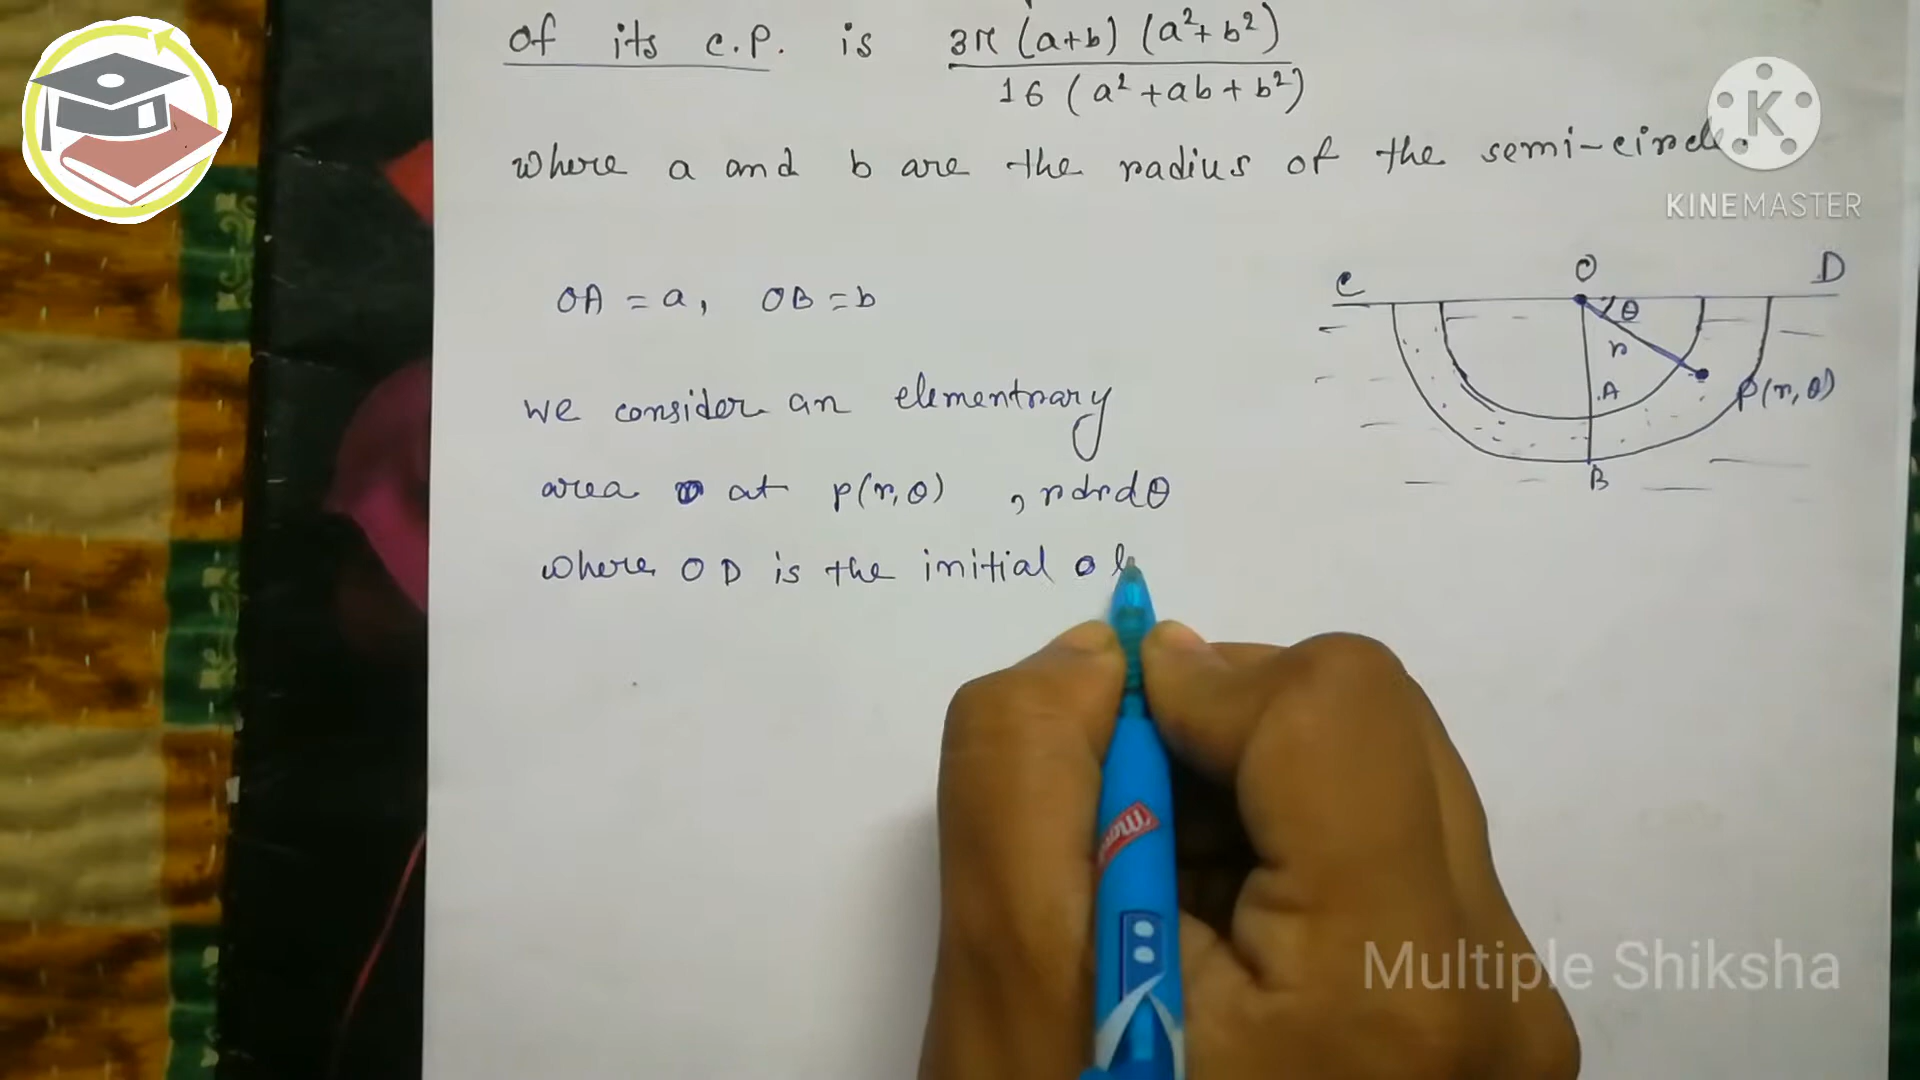 of its c.p. is 3π (a+b) (a²+b²)
16 (a²+ab+b²)
where a and b are the radius of the semi-circle.
K
KINEMASTER
OA = a, OB = b
C O D
θ
r
A
P(r, θ)
B
we consider an elementrary
area at p(r, θ) , rdrdθ
where OD is the initial
Multiple Shiksha